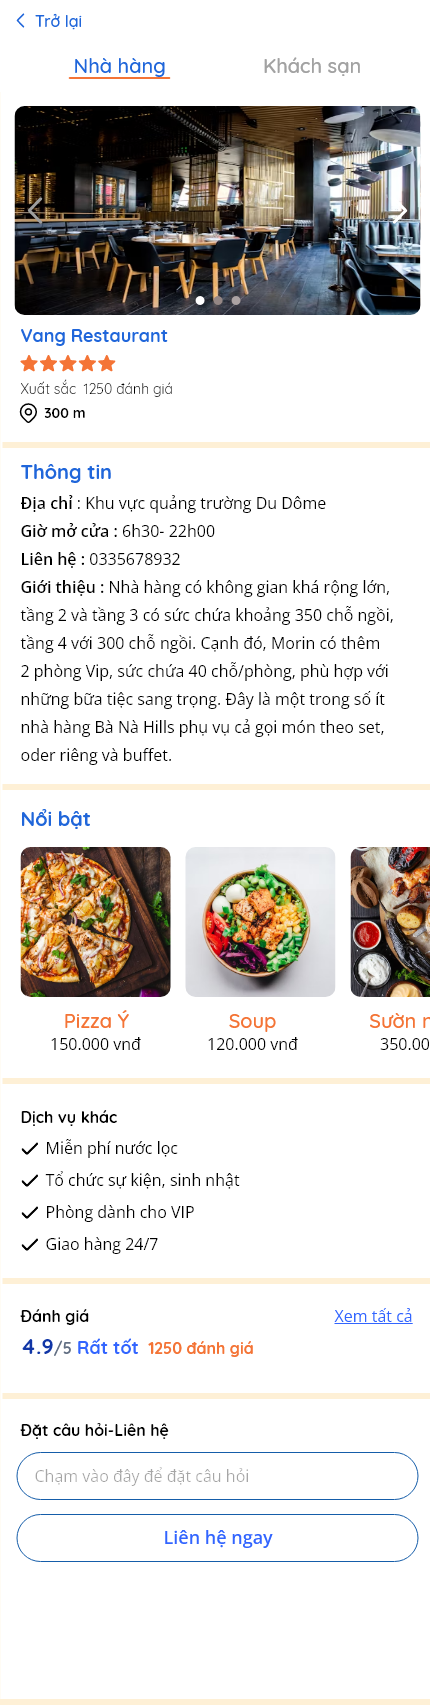 Trở lại
Nhà hàng
Khách sạn
Vang Restaurant
Xuất sắc 1250 đánh giá
300 m
Thông tin
Địa chỉ : Khu vực quảng trường Du Dôme
Giờ mở cửa : 6h30- 22h00
Liên hệ : 0335678932
Giới thiệu : Nhà hàng có không gian khá rộng lớn,
tầng 2 và tầng 3 có sức chứa khoảng 350 chỗ ngồi,
tầng 4 với 300 chỗ ngồi. Cạnh đó, Morin có thêm
2 phòng Vip, sức chứa 40 chỗ/phòng, phù hợp với
những bữa tiệc sang trọng. Đây là một trong số ít
nhà hàng Bà Nà Hills phụ vụ cả gọi món theo set,
oder riêng và buffet.
Nổi bật
Pizza Ý
Soup
Sườn
150.000 vnđ
120.000 vnđ
350.00
Dịch vụ khác
Miễn phí nước lọc
Tổ chức sự kiện, sinh nhật
Phòng dành cho VIP
Giao hàng 24/7
Đánh giá
Xem tất cả
4.9/5 Rất tốt 1250 đánh giá
Đặt câu hỏi-Liên hệ
Chạm vào đây để đặt câu hỏi
Liên hệ ngay